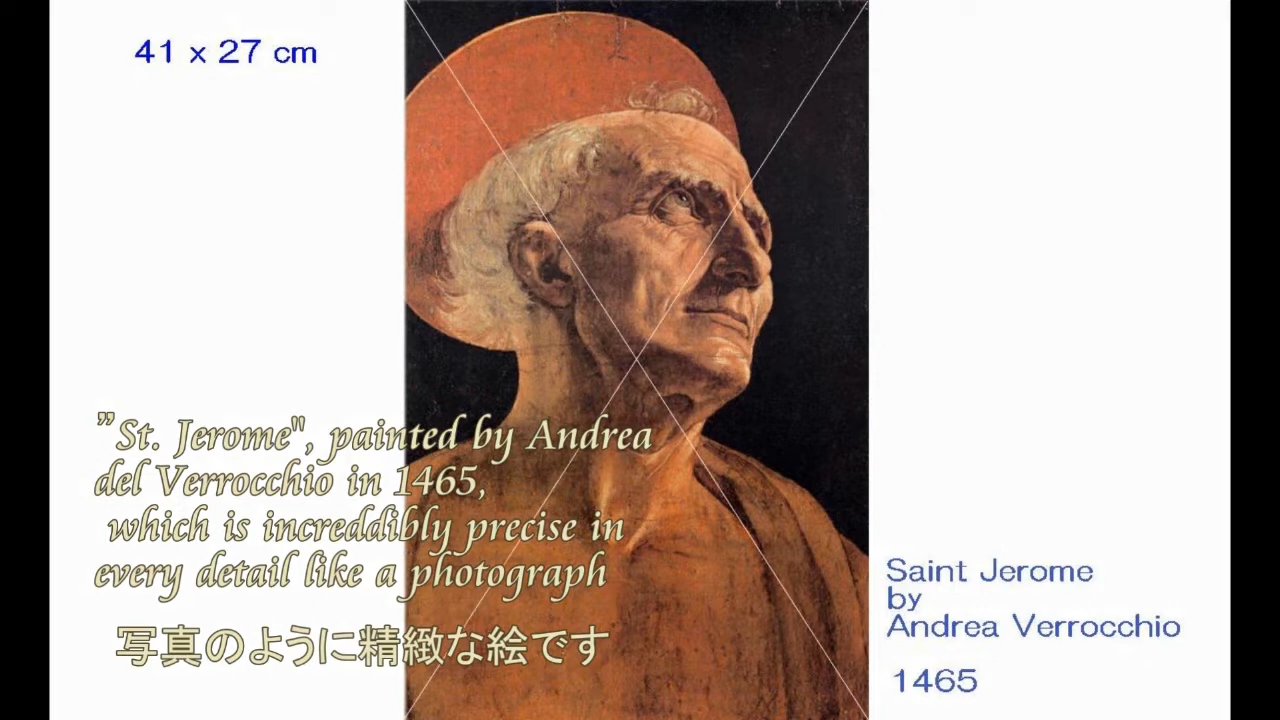 41 x 27 cm
”St. Jerome", painted by Andrea
del Verrocchio in 1465,
which is increddibly precise in
every detail like a photograph
写真のように精緻な絵です
Saint Jerome
by
Andrea Verrocchio
1465